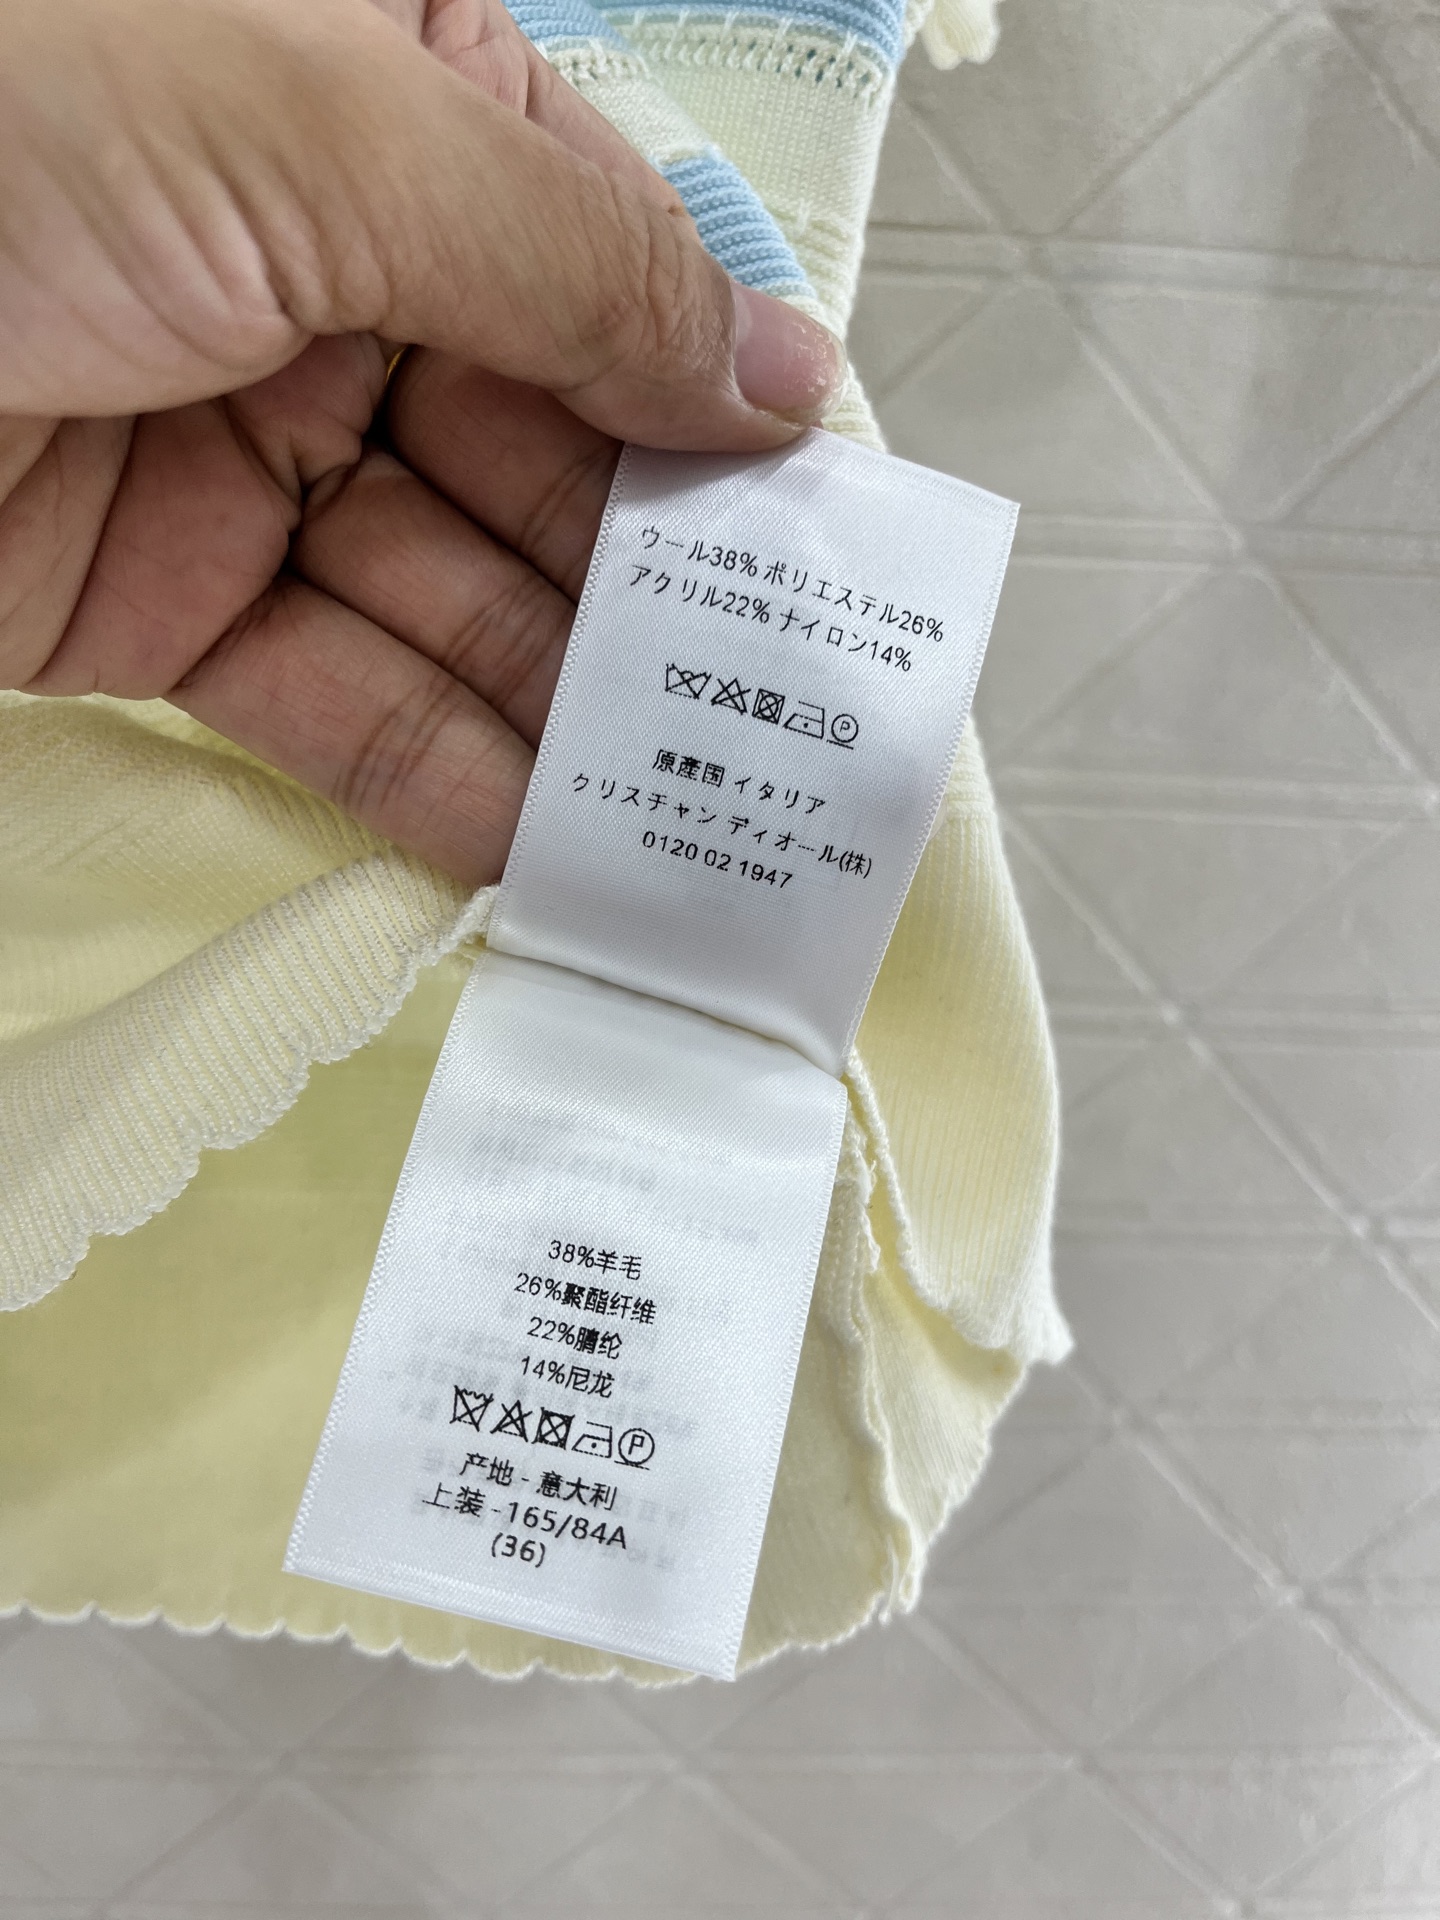 ウール38% ポリエステル26%
アクリル22% ナイロン14%
P
原産国 イタリア
クリスチャン ディオール(株)
0120 02 1947
38%羊毛
26%聚酯纤维
22%腈纶
14%尼龙
P
产地 - 意大利
上装 -165/84A
(36)